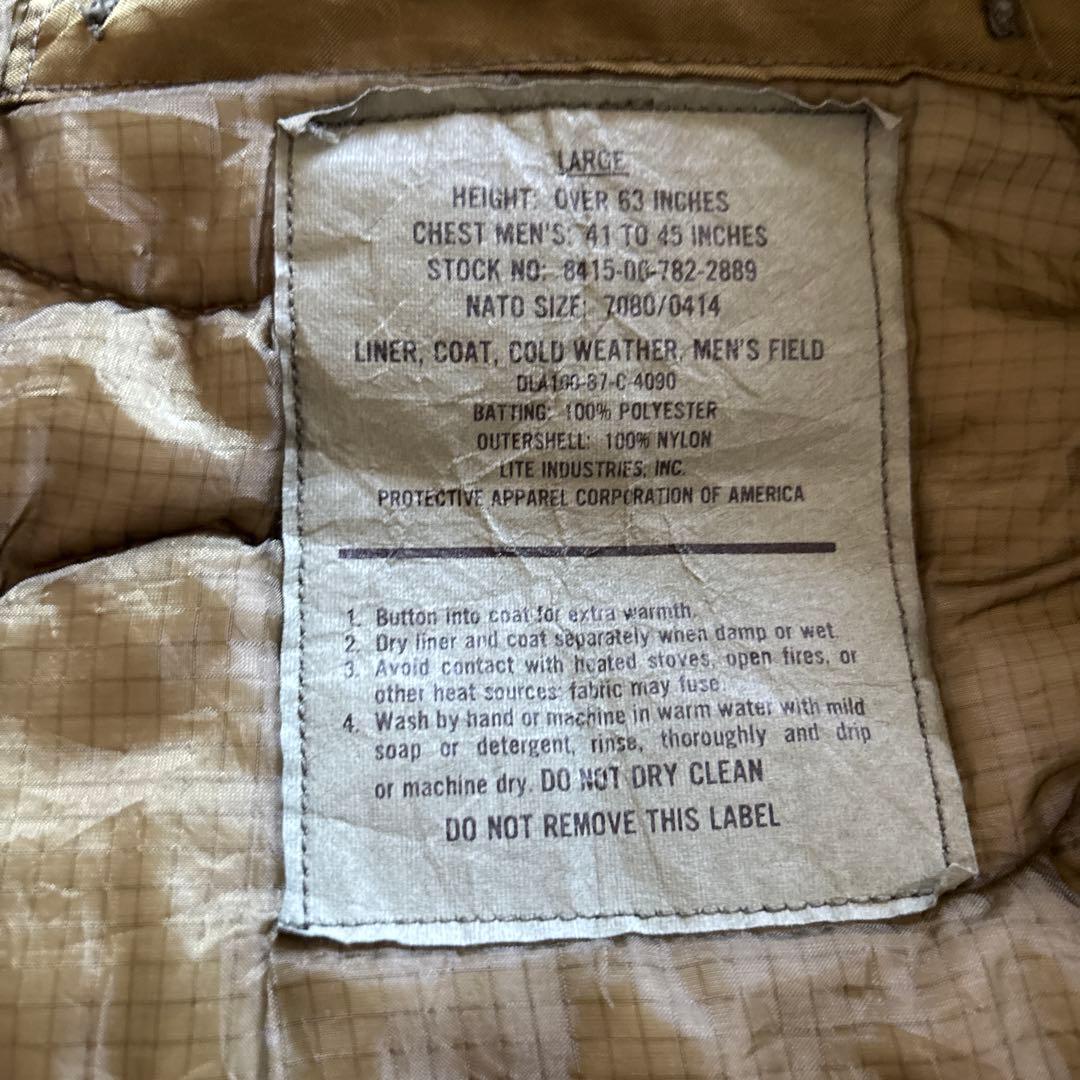 LARGE
HEIGHT: OVER 63 INCHES
CHEST MEN'S: 41 TO 45 INCHES
STOCK NO: 8415-00-782-2889
NATO SIZE: 7080/0414
LINER, COAT, COLD WEATHER, MEN'S FIELD
DLA100-87-C-4090
BATTING: 100% POLYESTER
OUTERSHELL: 100% NYLON
LITE INDUSTRIES, INC.
PROTECTIVE APPAREL CORPORATION OF AMERICA
1. Button into coat for extra warmth.
2. Dry liner and coat separately when damp or wet.
3. Avoid contact with heated stoves, open fires, or
other heat sources: fabric may fuse.
4. Wash by hand or machine in warm water with mild
soap or detergent, rinse, thoroughly and drip
or machine dry. DO NOT DRY CLEAN
DO NOT REMOVE THIS LABEL